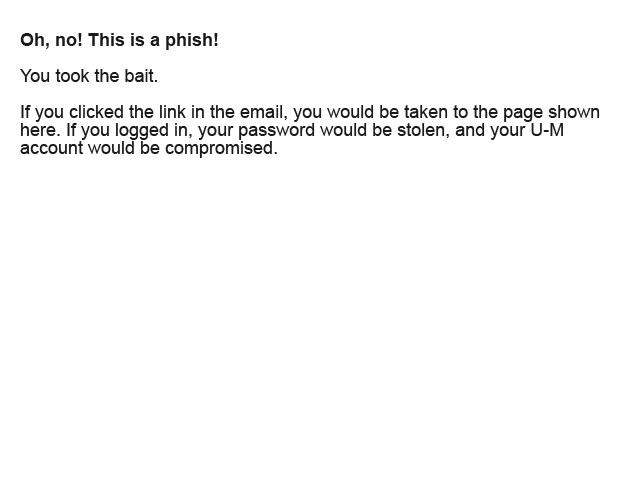 Oh, no! This is a phish!
You took the bait.
If you clicked the link in the email, you would be taken to the page shown
here. If you logged in, your password would be stolen, and your U-M
account would be compromised.